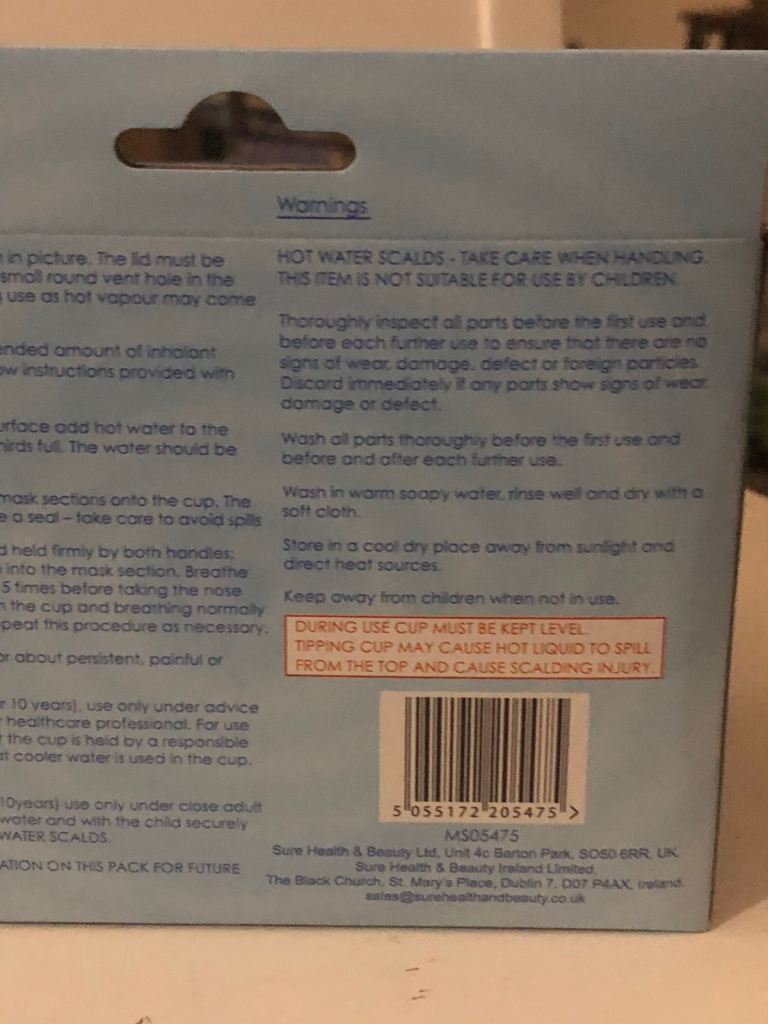 in picture. The lid must be
small round vent hole in the
use as hot vapour may come
ended amount of inhalant
ow instructions provided with
urface add hot water to the
hirds full. The water should be
mask sections onto the cup. The
e a seal – take care to avoid spills
d held firmly by both handles;
into the mask section. Breathe
5 times before taking the nose
n the cup and breathing normally
peat this procedure as necessary.
or about persistent, painful or
r 10 years), use only under advice
healthcare professional. For use
t the cup is held by a responsible
at cooler water is used in the cup.
10years) use only under close adult
water and with the child securely
WATER SCALDS.
ATION ON THIS PACK FOR FUTURE
Warnings
HOT WATER SCALDS - TAKE CARE WHEN HANDLING.
THIS ITEM IS NOT SUITABLE FOR USE BY CHILDREN.
Thoroughly inspect all parts before the first use and
before each further use to ensure that there are no
signs of wear, damage, defect or foreign particles.
Discard immediately if any parts show signs of wear,
damage or defect.
Wash all parts thoroughly before the first use and
before and after each further use.
Wash in warm soapy water, rinse well and dry with a
soft cloth.
Store in a cool dry place away from sunlight and
direct heat sources.
Keep away from children when not in use.
DURING USE CUP MUST BE KEPT LEVEL.
TIPPING CUP MAY CAUSE HOT LIQUID TO SPILL
FROM THE TOP AND CAUSE SCALDING INJURY.
5 055172 205475 >
MS05475
Sure Health & Beauty Ltd, Unit 4c Barton Park, SO50 6RR, UK.
Sure Health & Beauty Ireland Limited,
The Black Church, St. Mary's Place, Dublin 7, D07 P4AX, Ireland.
sales@surehealthandbeauty.co.uk